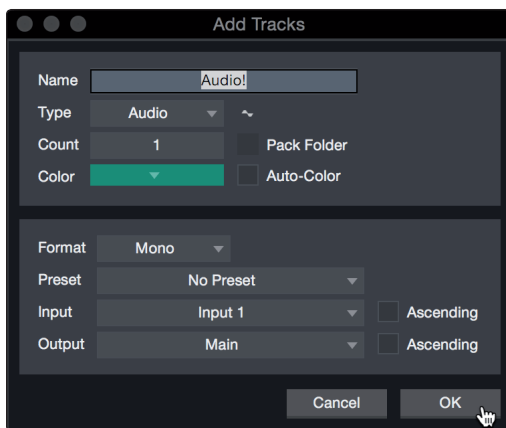 Add Tracks
Name Audio!
Type Audio
Count 1 Pack Folder
Color Auto-Color
Format Mono
Preset No Preset
Input Input 1 Ascending
Output Main Ascending
Cancel OK